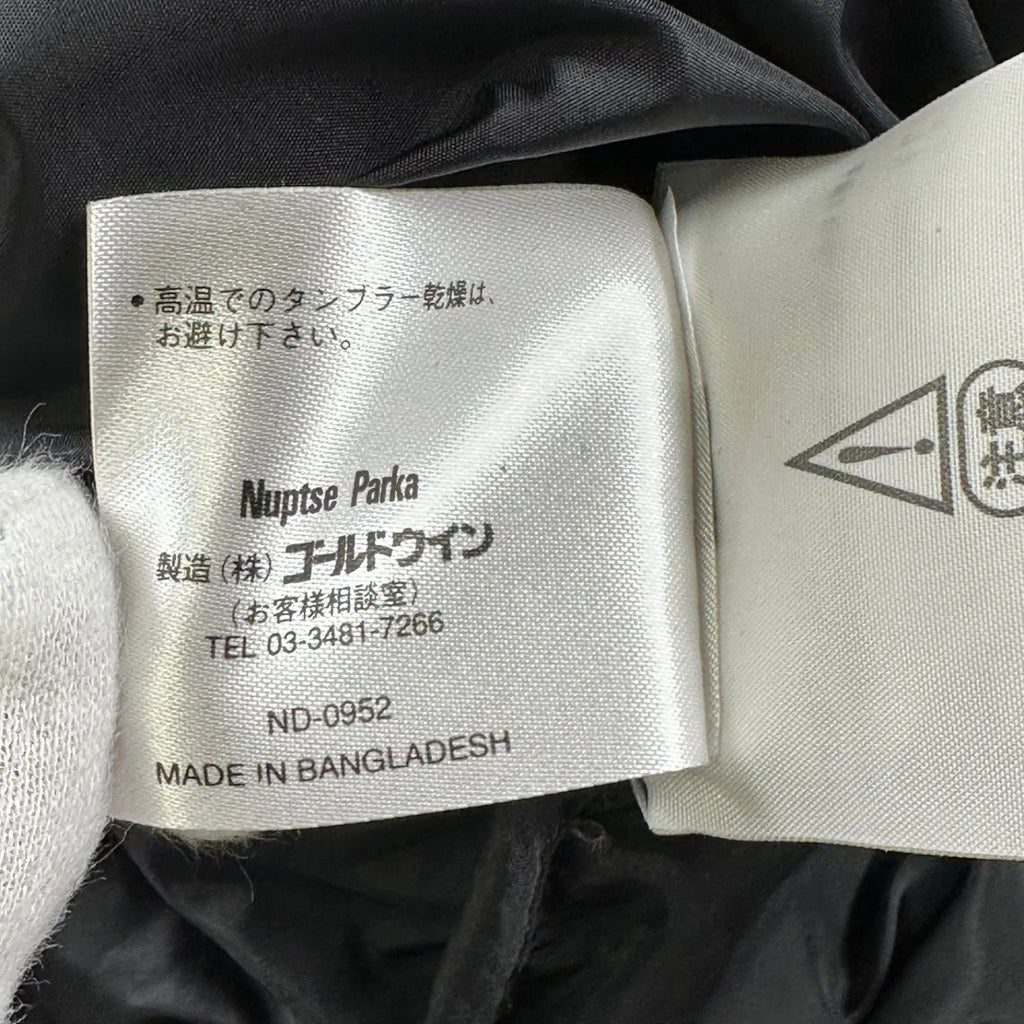 • 高温でのタンブラー乾燥は、
お避け下さい。
Nuptse Parka
製造(株)ゴールドウイン
(お客様相談室)
TEL 03-3481-7266
ND-0952
MADE IN BANGLADESH
注意